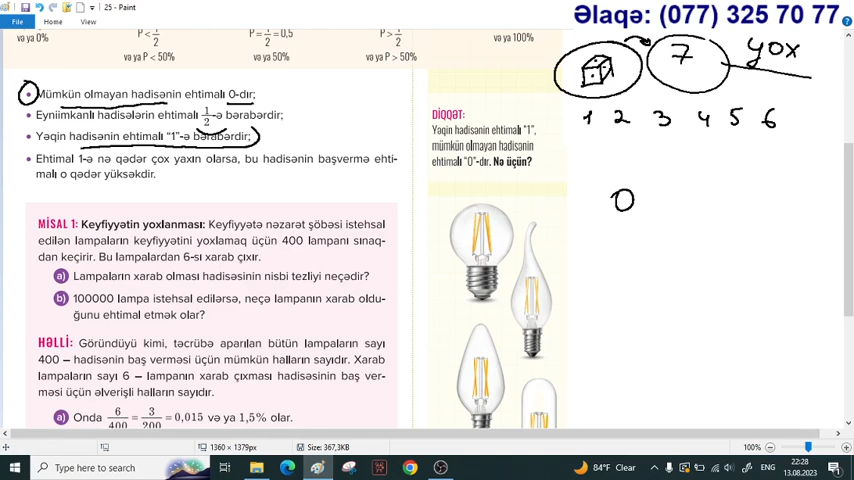 25 - Paint
Əlaqə: (077) 325 70 77
File Home View
və ya 0%
P < 1/2
və ya P < 50%
P = 1/2 = 0,5
və ya 50%
P > 1/2
və ya P > 50%
və ya 100%
• Mümkün olmayan hadisənin ehtimalı 0-dır;
• Eyniimkanlı hadisələrin ehtimalı 1/2-ə bərabərdir;
• Yəqin hadisənin ehtimalı “1”-ə bərabərdir;
• Ehtimal 1-ə nə qədər çox yaxın olarsa, bu hadisənin başvermə ehti-
malı o qədər yüksəkdir.
DİQQƏT:
Yəqin hadisənin ehtimalı “1”,
mümkün olmayan hadisənin
ehtimalı “0”-dır. Nə üçün?
7 yox
1 2 3 4 5 6
0
MİSAL 1: Keyfiyyətin yoxlanması: Keyfiyyətə nəzarət şöbəsi istehsal
edilən lampaların keyfiyyətini yoxlamaq üçün 400 lampanı sınaq-
dan keçirir. Bu lampalardan 6-sı xarab çıxır.
a) Lampaların xarab olması hadisəsinin nisbi tezliyi neçədir?
b) 100000 lampa istehsal edilərsə, neçə lampanın xarab oldu-
ğunu ehtimal etmək olar?
HƏLLİ: Göründüyü kimi, təcrübə aparılan bütün lampaların sayı
400 – hadisənin baş verməsi üçün mümkün halların sayıdır. Xarab
lampaların sayı 6 – lampanın xarab çıxması hadisəsinin baş ver-
məsi üçün əlverişli halların sayıdır.
a) Onda 6/400 = 3/200 = 0,015 və ya 1,5% olar.
1360 × 1379px
Size: 367,3KB
100%
Type here to search
84°F Clear
ENG
22:28
13.08.2023